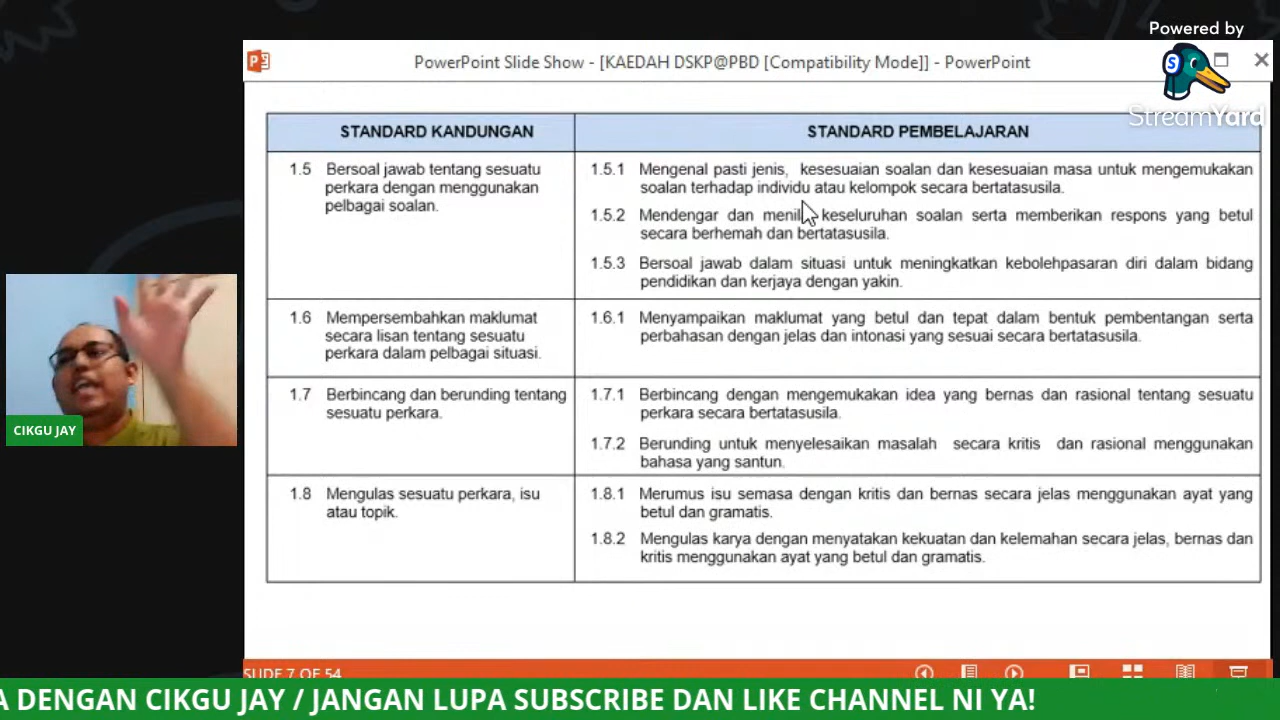 Powered by
StreamYard
PowerPoint Slide Show - [KAEDAH DSKP@PBD [Compatibility Mode]] - PowerPoint
STANDARD KANDUNGAN
STANDARD PEMBELAJARAN
1.5 Bersoal jawab tentang sesuatu
perkara dengan menggunakan
pelbagai soalan.
1.5.1 Mengenal pasti jenis, kesesuaian soalan dan kesesuaian masa untuk mengemukakan
soalan terhadap individu atau kelompok secara bertatasusila.
1.5.2 Mendengar dan menilai keseluruhan soalan serta memberikan respons yang betul
secara berhemah dan bertatasusila.
1.5.3 Bersoal jawab dalam situasi untuk meningkatkan kebolehpasaran diri dalam bidang
pendidikan dan kerjaya dengan yakin.
1.6 Mempersembahkan maklumat
secara lisan tentang sesuatu
perkara dalam pelbagai situasi.
1.6.1 Menyampaikan maklumat yang betul dan tepat dalam bentuk pembentangan serta
perbahasan dengan jelas dan intonasi yang sesuai secara bertatasusila.
1.7 Berbincang dan berunding tentang
sesuatu perkara.
1.7.1 Berbincang dengan mengemukakan idea yang bernas dan rasional tentang sesuatu
perkara secara bertatasusila.
1.7.2 Berunding untuk menyelesaikan masalah secara kritis dan rasional menggunakan
bahasa yang santun.
1.8 Mengulas sesuatu perkara, isu
atau topik.
1.8.1 Merumus isu semasa dengan kritis dan bernas secara jelas menggunakan ayat yang
betul dan gramatis.
1.8.2 Mengulas karya dengan menyatakan kekuatan dan kelemahan secara jelas, bernas dan
kritis menggunakan ayat yang betul dan gramatis.
CIKGU JAY
SLIDE 7 OF 54
A DENGAN CIKGU JAY / JANGAN LUPA SUBSCRIBE DAN LIKE CHANNEL NI YA!